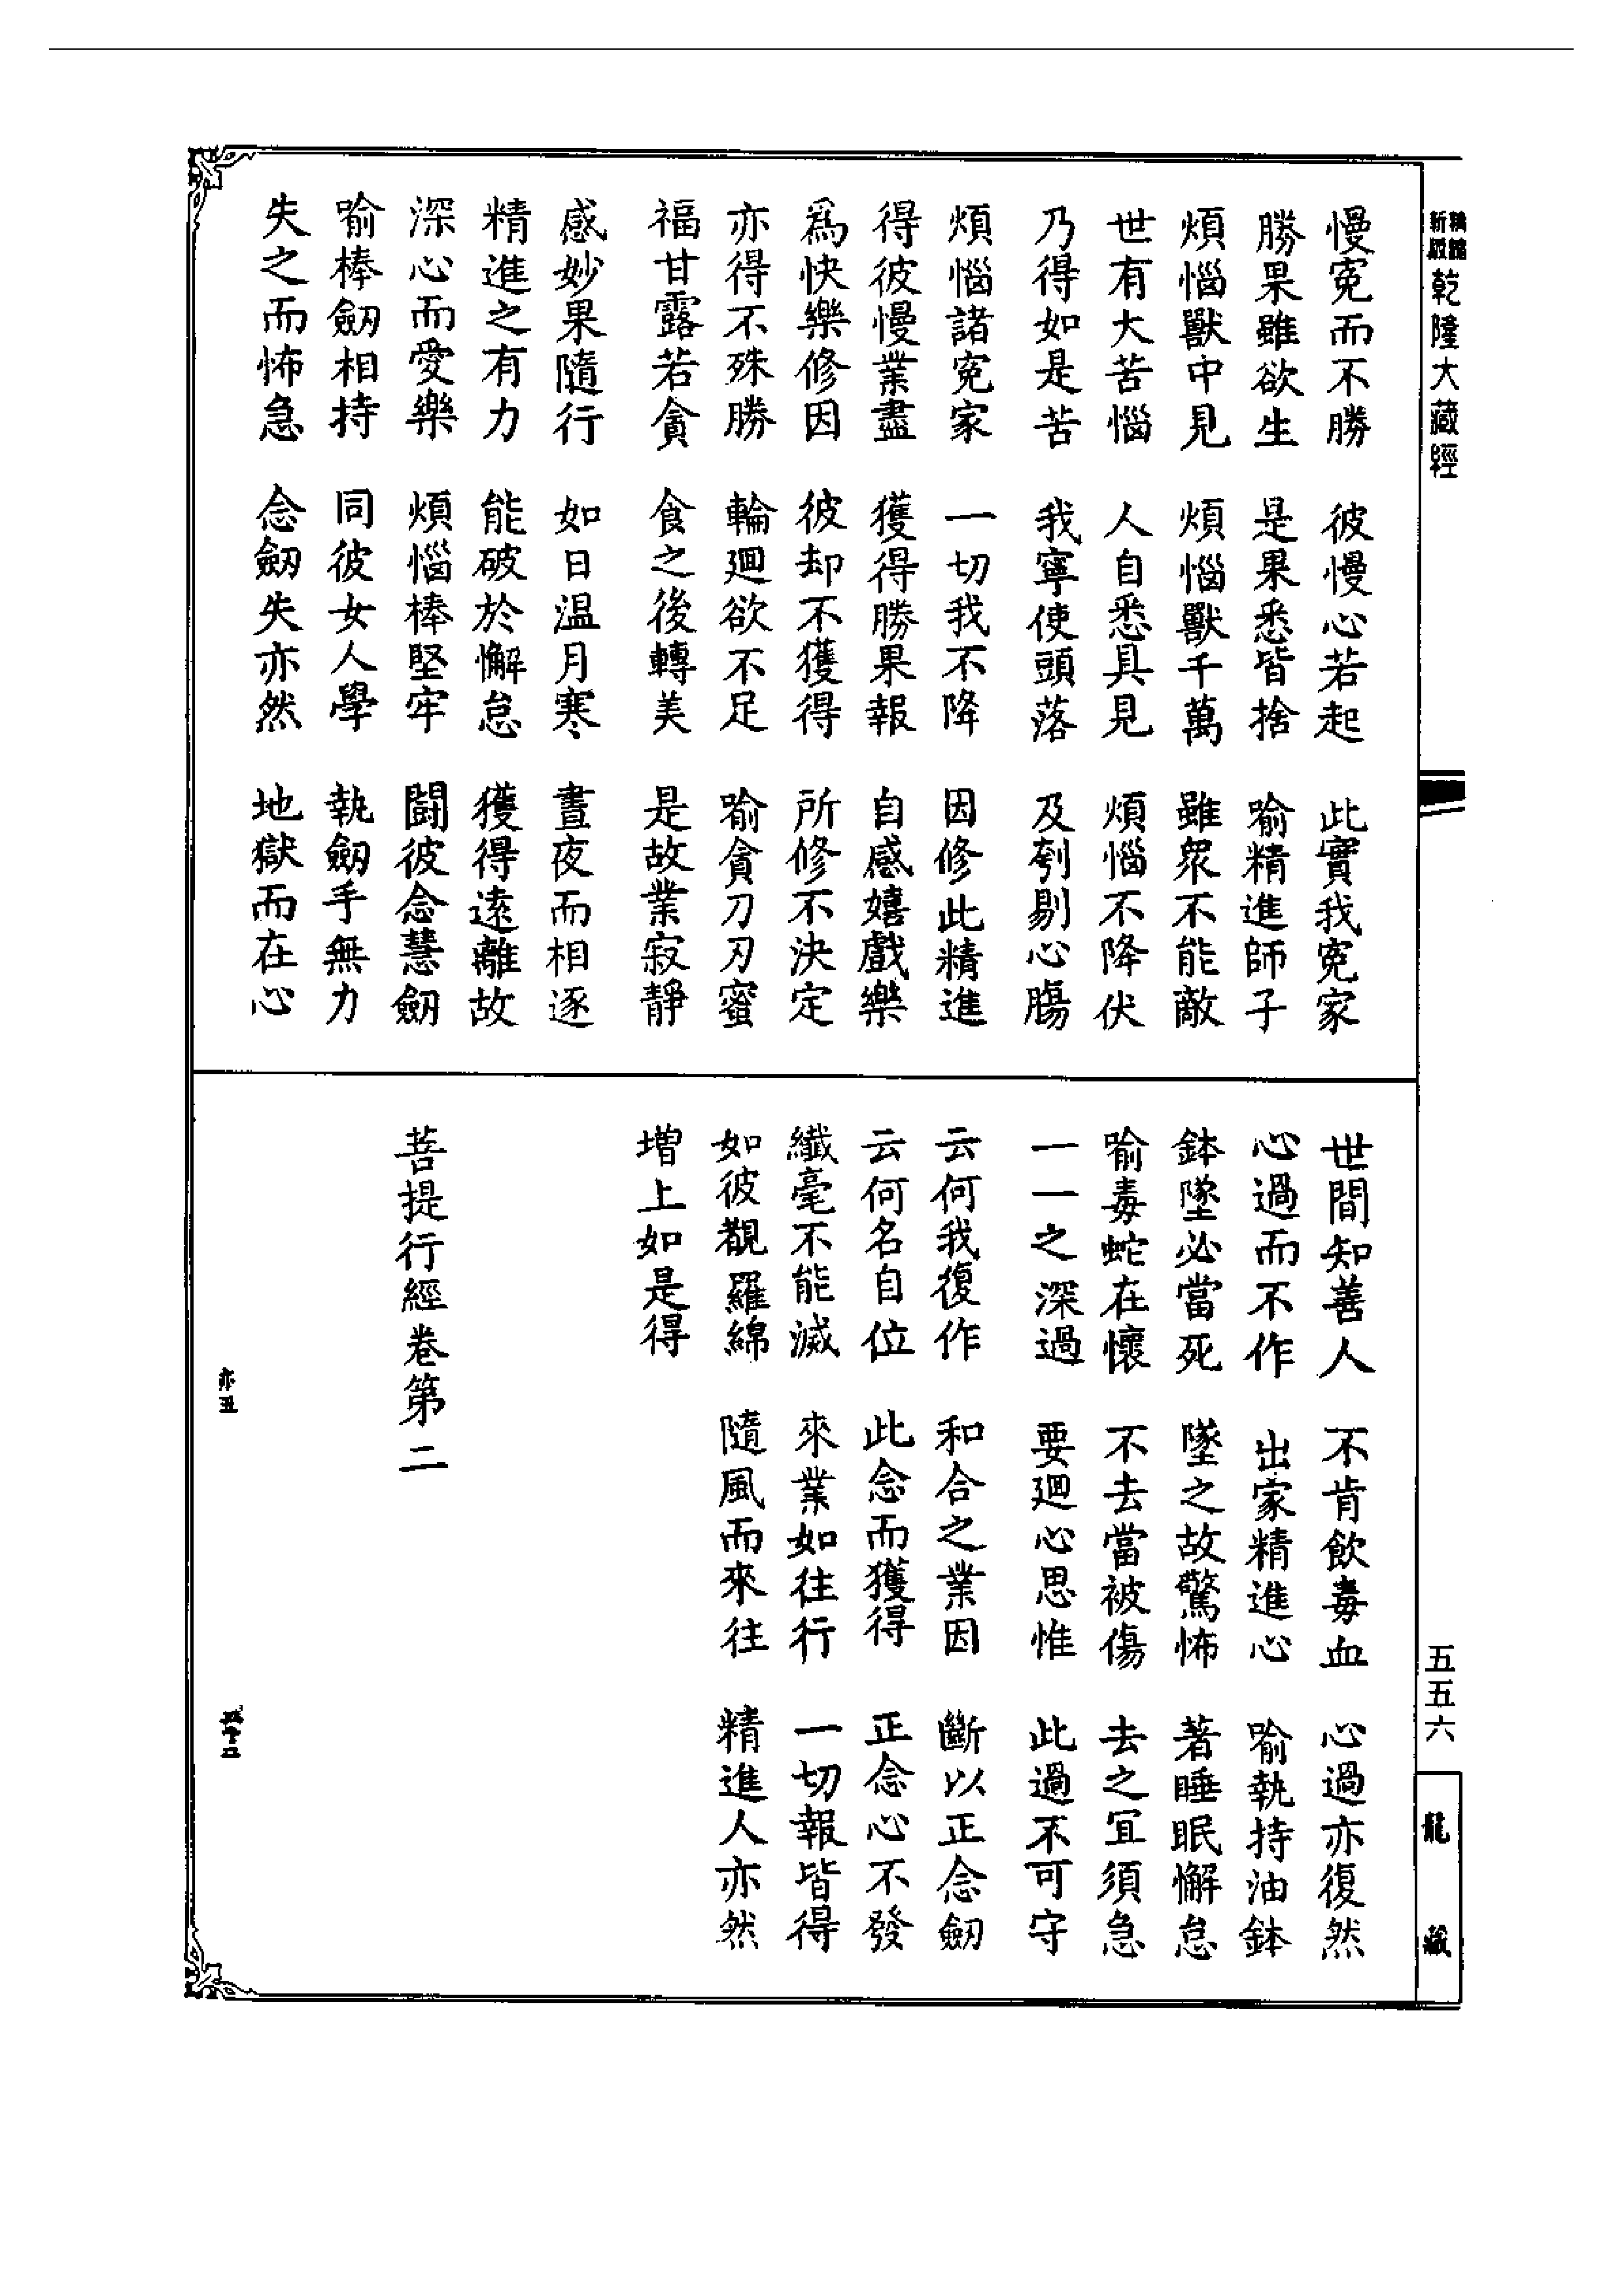 乾隆大藏經
慢冤而不勝　彼慢心若起　此實我冤家
勝果雖欲生　是果悉皆捨　喻精進師子
煩惱獸中見　煩惱獸千萬　雖衆不能敵
世有大苦惱　人自悉具見　煩惱不降伏
乃得如是苦　我寧使頭落　及刳剔心腸
煩惱諸冤家　一切我不降　因修此精進
得彼慢業盡　獲得勝果報　自感嬉戲樂
爲快樂修因　彼却不獲得　所修不決定
亦得不殊勝　輪迴欲不足　喻貪刀刃蜜
福甘露若貪　食之後轉美　是故業寂靜
感妙果隨行　如日温月寒　晝夜而相逐
精進之有力　能破於懈怠　獲得遠離故
深心而愛樂　煩惱棒堅牢　鬪彼念慧劒
喻棒劒相持　同彼女人學　執劒手無力
失之而怖急　念劒失亦然　地獄而在心
世間知善人　不肯飲毒血　心過亦復然
心過而不作　出家精進心　喻執持油鉢
鉢墜必當死　墜之故驚怖　著睡眠懈怠
喻毒蛇在懷　不去當被傷　去之宜須急
一一之深過　要迴心思惟　此過不可守
云何我復作　和合之業因　斷以正念劒
云何名自位　此念而獲得　正念心不發
纖毫不能滅　來業如往行　一切報皆得
如彼覩羅綿　隨風而來往　精進人亦然
増上如是得
菩提行經卷第二
五五六
龍藏